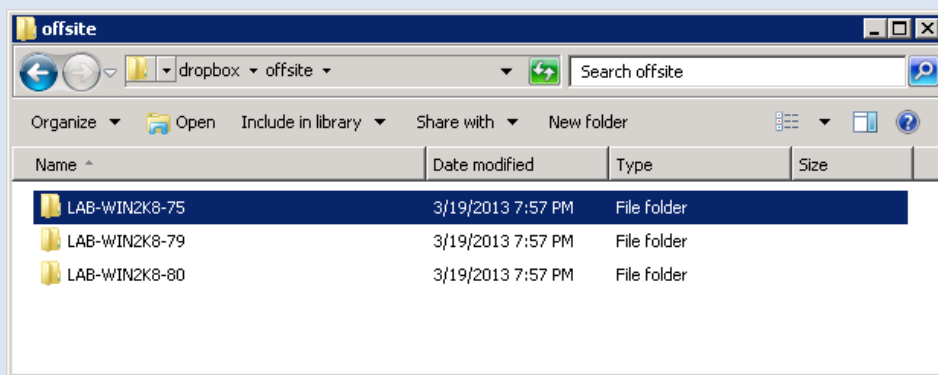 offsite
dropbox offsite Search offsite
Organize Open Include in library Share with New folder
Name Date modified Type Size
LAB-WIN2K8-75 3/19/2013 7:57 PM File folder
LAB-WIN2K8-79 3/19/2013 7:57 PM File folder
LAB-WIN2K8-80 3/19/2013 7:57 PM File folder